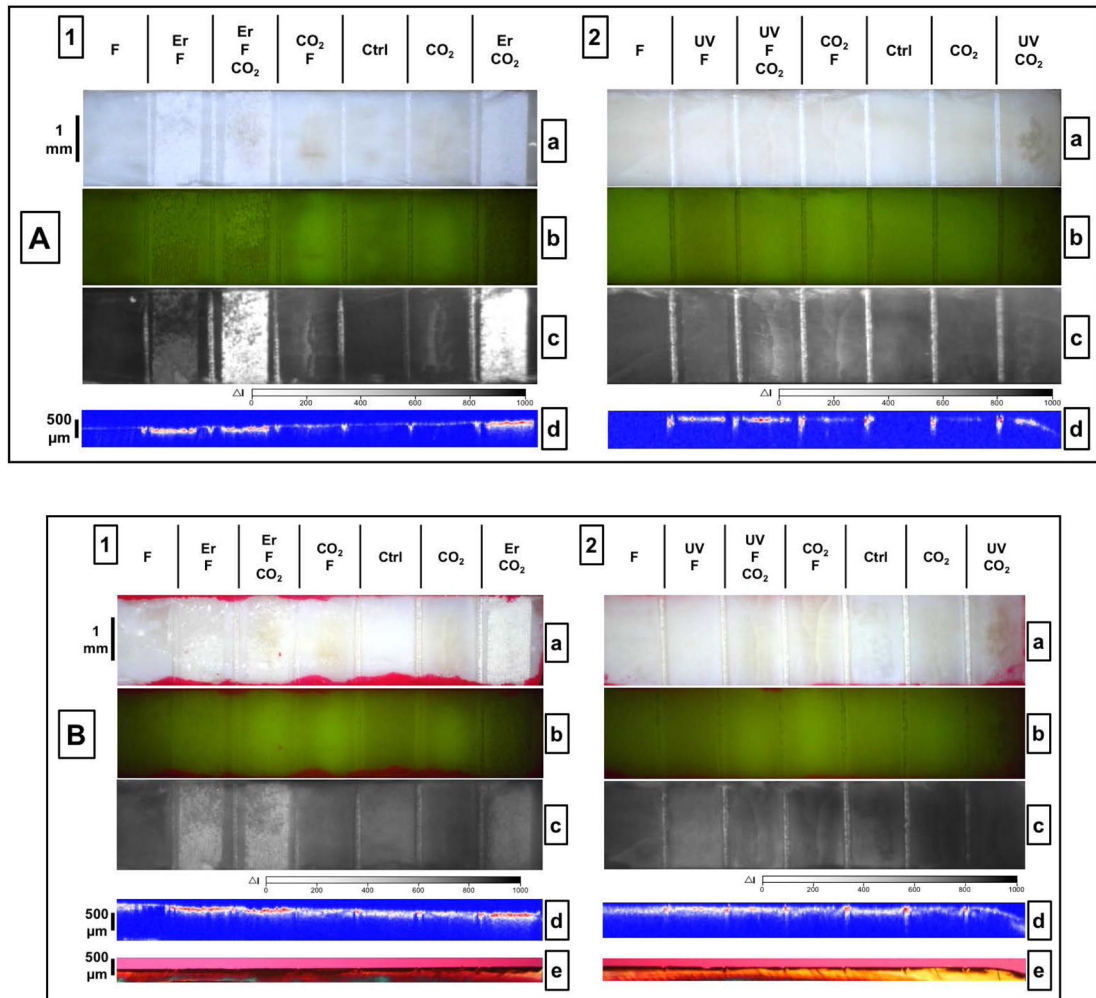 1
F
Er
F
Er
F
CO₂
CO₂
F
Ctrl
CO₂
Er
CO₂
1
mm
a
A
b
c
ΔI
0 200 400 600 800 1000
500
µm
d
2
F
UV
F
UV
F
CO₂
CO₂
F
Ctrl
CO₂
UV
CO₂
a
b
c
ΔI
0 200 400 600 800 1000
d
1
F
Er
F
Er
F
CO₂
CO₂
F
Ctrl
CO₂
Er
CO₂
1
mm
a
B
b
c
ΔI
0 200 400 600 800 1000
500
µm
d
500
µm
e
2
F
UV
F
UV
F
CO₂
CO₂
F
Ctrl
CO₂
UV
CO₂
a
b
c
ΔI
0 200 400 600 800 1000
d
e